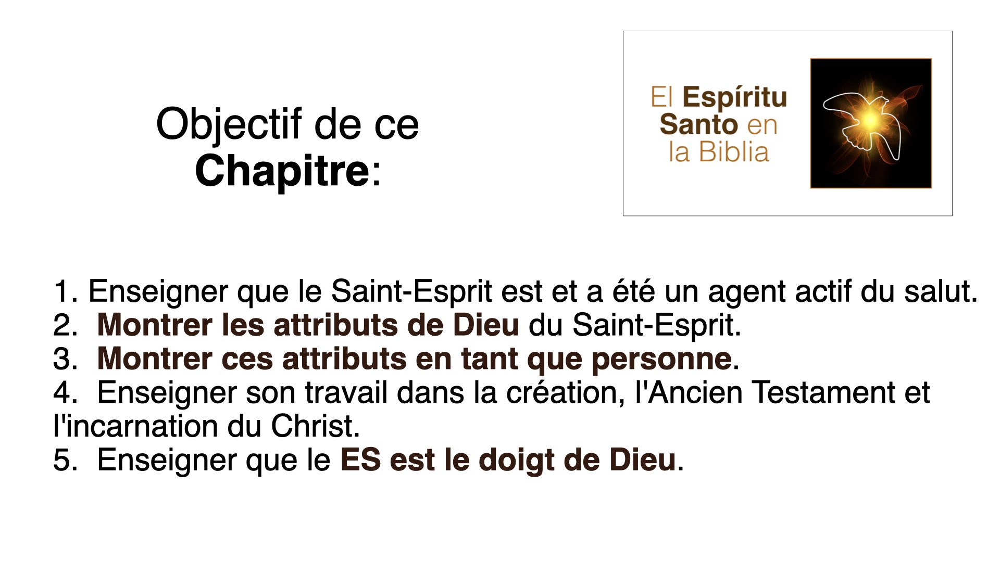 Objectif de ce
Chapitre:
El Espíritu
Santo en
la Biblia
1. Enseigner que le Saint-Esprit est et a été un agent actif du salut.
2. Montrer les attributs de Dieu du Saint-Esprit.
3. Montrer ces attributs en tant que personne.
4. Enseigner son travail dans la création, l'Ancien Testament et
l'incarnation du Christ.
5. Enseigner que le ES est le doigt de Dieu.